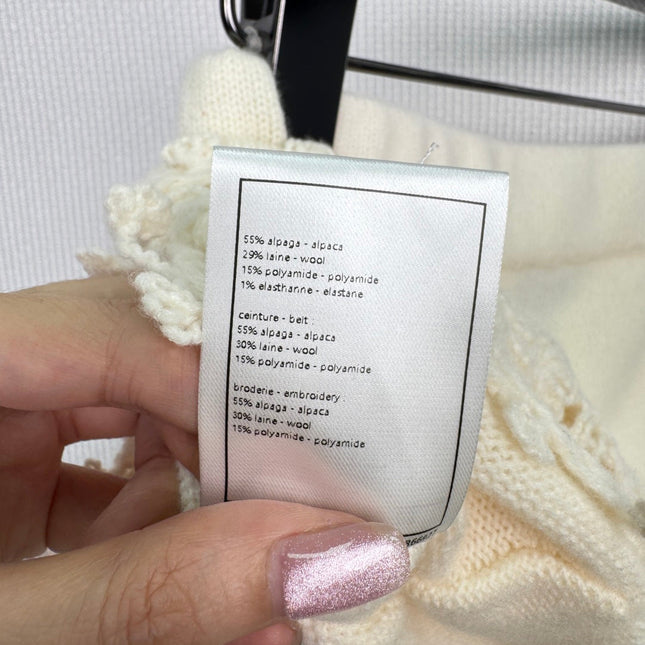 55% alpaga - alpaca
29% laine - wool
15% polyamide - polyamide
1% elasthanne - elastane
ceinture - belt :
55% alpaga - alpaca
30% laine - wool
15% polyamide - polyamide
broderie - embroidery :
55% alpaga - alpaca
30% laine - wool
15% polyamide - polyamide